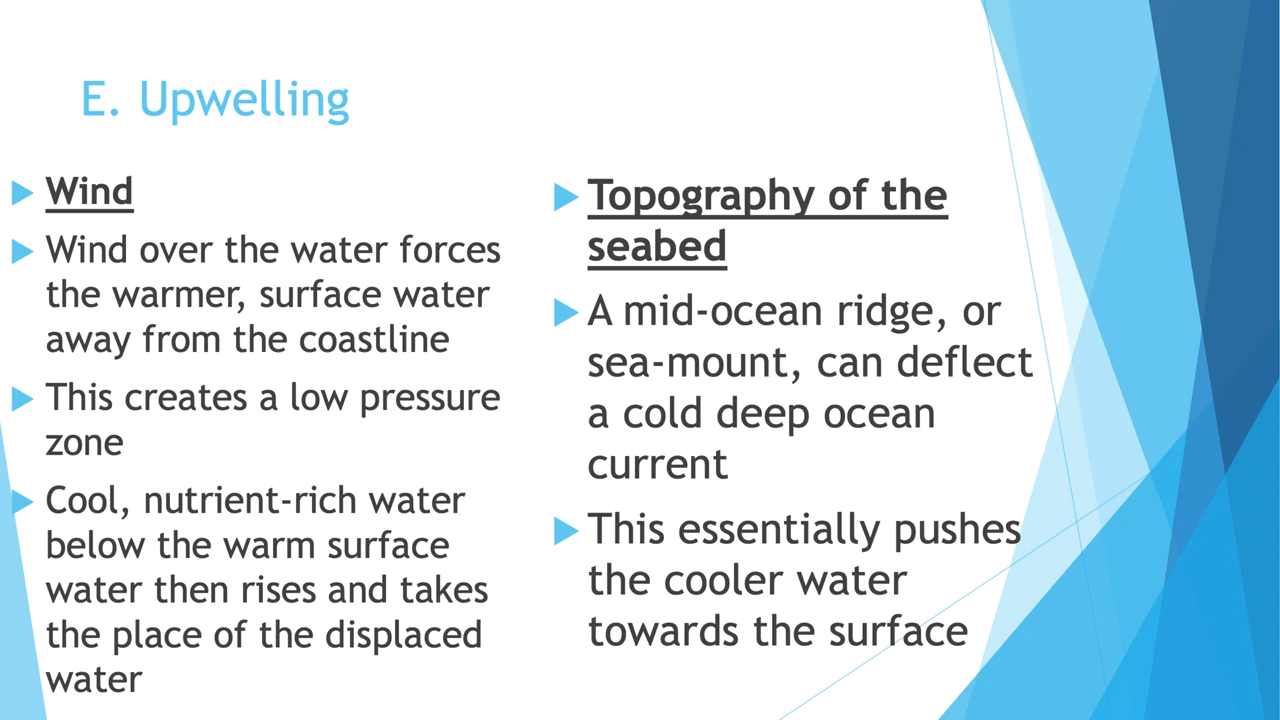 E. Upwelling
Wind
Wind over the water forces
the warmer, surface water
away from the coastline
This creates a low pressure
zone
Cool, nutrient-rich water
below the warm surface
water then rises and takes
the place of the displaced
water
Topography of the
seabed
A mid-ocean ridge, or
sea-mount, can deflect
a cold deep ocean
current
This essentially pushes
the cooler water
towards the surface